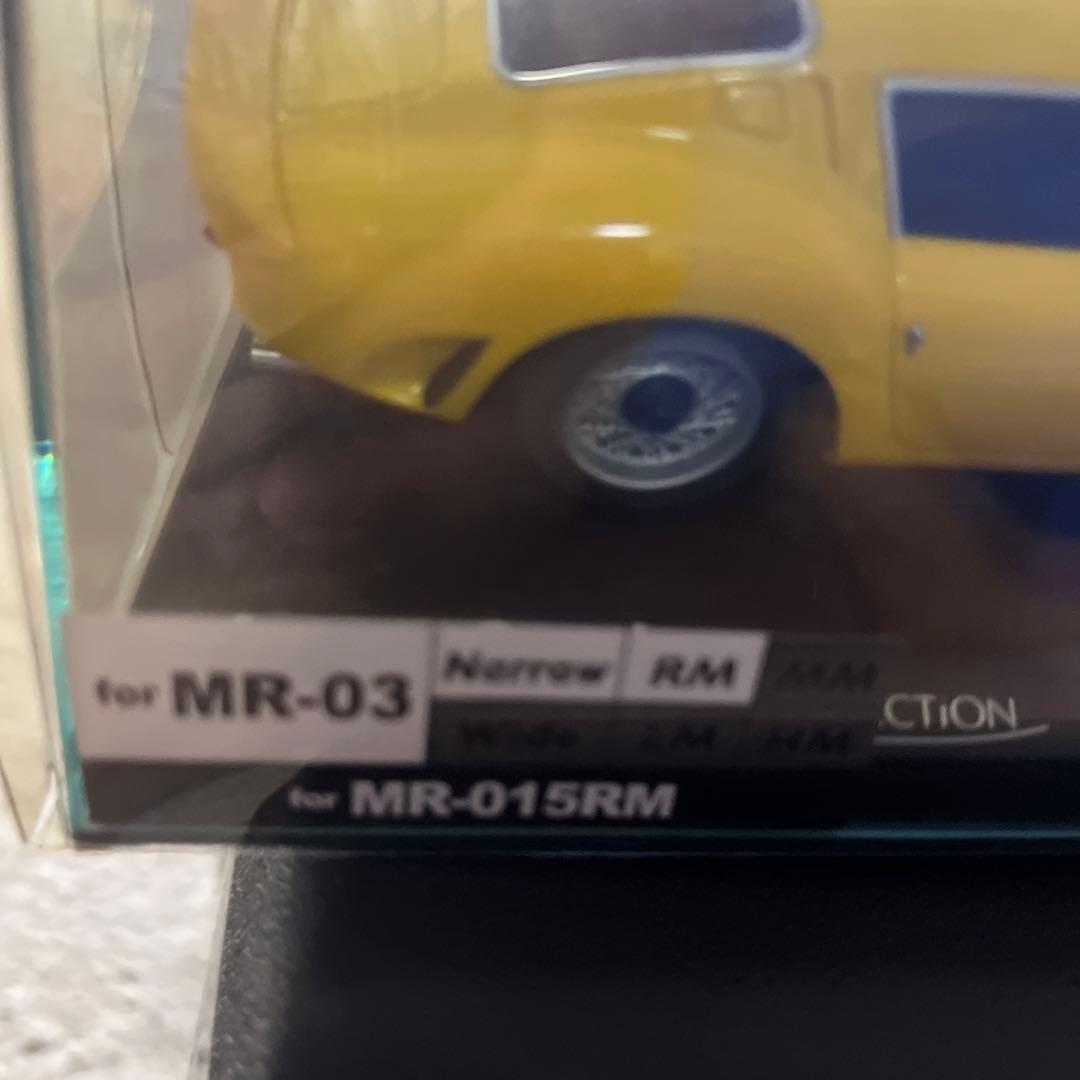 for MR-03 Narrow RM MM
Wide LM HM
CTiON
for MR-015RM